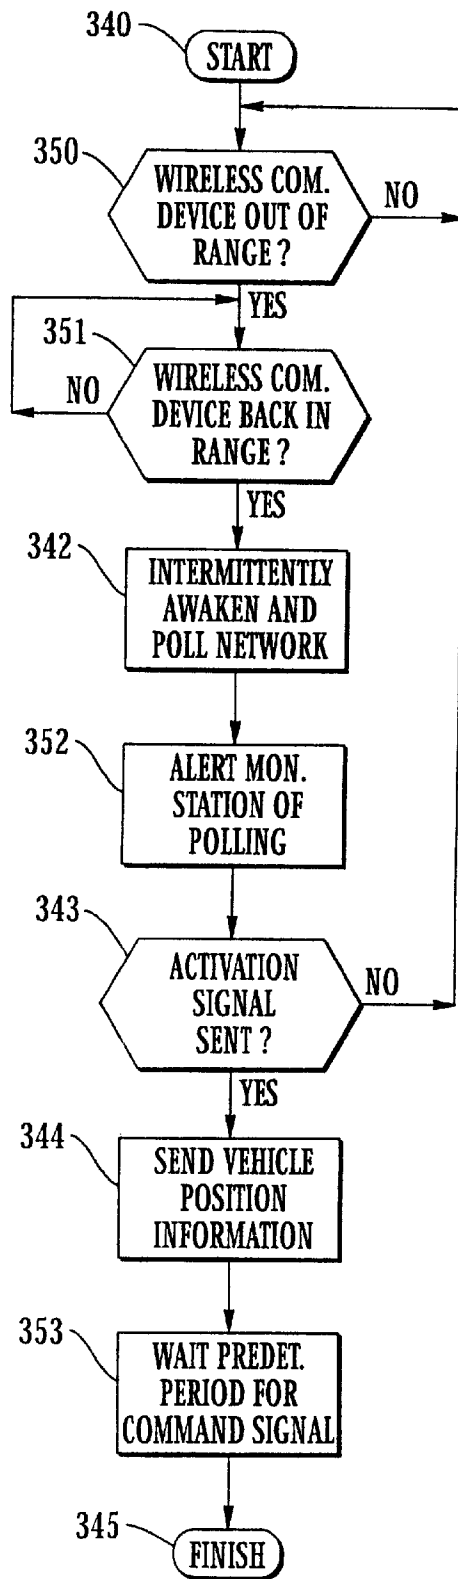 340
START
350
WIRELESS COM.
DEVICE OUT OF
RANGE ?
NO
YES
351
WIRELESS COM.
DEVICE BACK IN
RANGE ?
NO
YES
342
INTERMITTENTLY
AWAKEN AND
POLL NETWORK
352
ALERT MON.
STATION OF
POLLING
343
ACTIVATION
SIGNAL
SENT ?
NO
YES
344
SEND VEHICLE
POSITION
INFORMATION
353
WAIT PREDET.
PERIOD FOR
COMMAND SIGNAL
345
FINISH